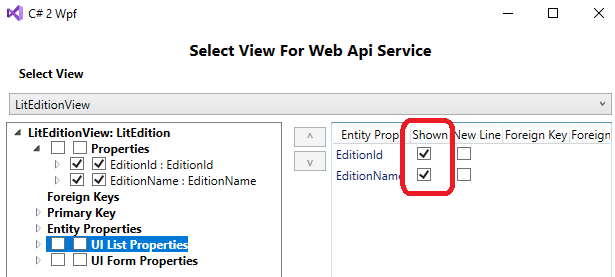 C# 2 Wpf
Select View For Web Api Service
Select View
LitEditionView
LitEditionView: LitEdition
Properties
EditionId : EditionId
EditionName : EditionName
Foreign Keys
Primary Key
Entity Properties
UI List Properties
UI Form Properties
Entity Prop Shown New Line Foreign Key Foreign
EditionId
EditionName